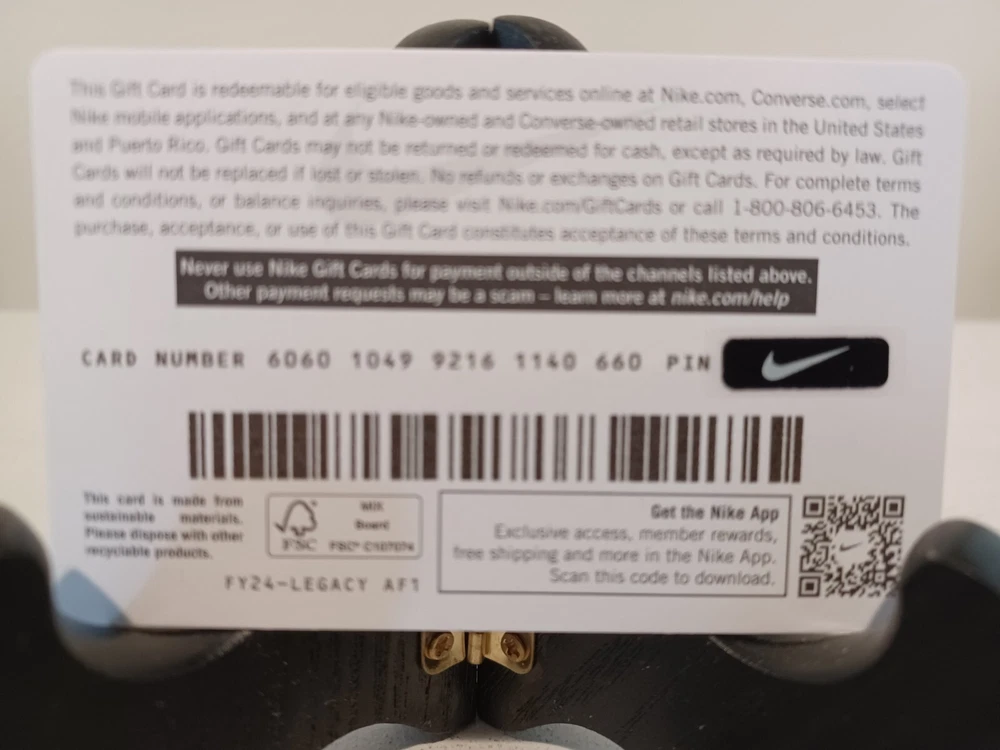 This Gift Card is redeemable for eligible goods and services online at Nike.com, Converse.com, select
Nike mobile applications, and at any Nike-owned and Converse-owned retail stores in the United States
and Puerto Rico. Gift Cards may not be returned or redeemed for cash, except as required by law. Gift
Cards will not be replaced if lost or stolen. No refunds or exchanges on Gift Cards. For complete terms
and conditions, or balance inquiries, please visit Nike.com/GiftCards or call 1-800-806-6453. The
purchase, acceptance, or use of this Gift Card constitutes acceptance of these terms and conditions.
Never use Nike Gift Cards for payment outside of the channels listed above.
Other payment requests may be a scam – learn more at nike.com/help
CARD NUMBER 6060 1049 9216 1140 660 PIN
This card is made from
sustainable materials.
Please dispose with other
recyclable products.
FSC
MIX
Board
FSC® C107074
FY24-LEGACY AF1
Get the Nike App
Exclusive access, member rewards,
free shipping and more in the Nike App.
Scan this code to download.